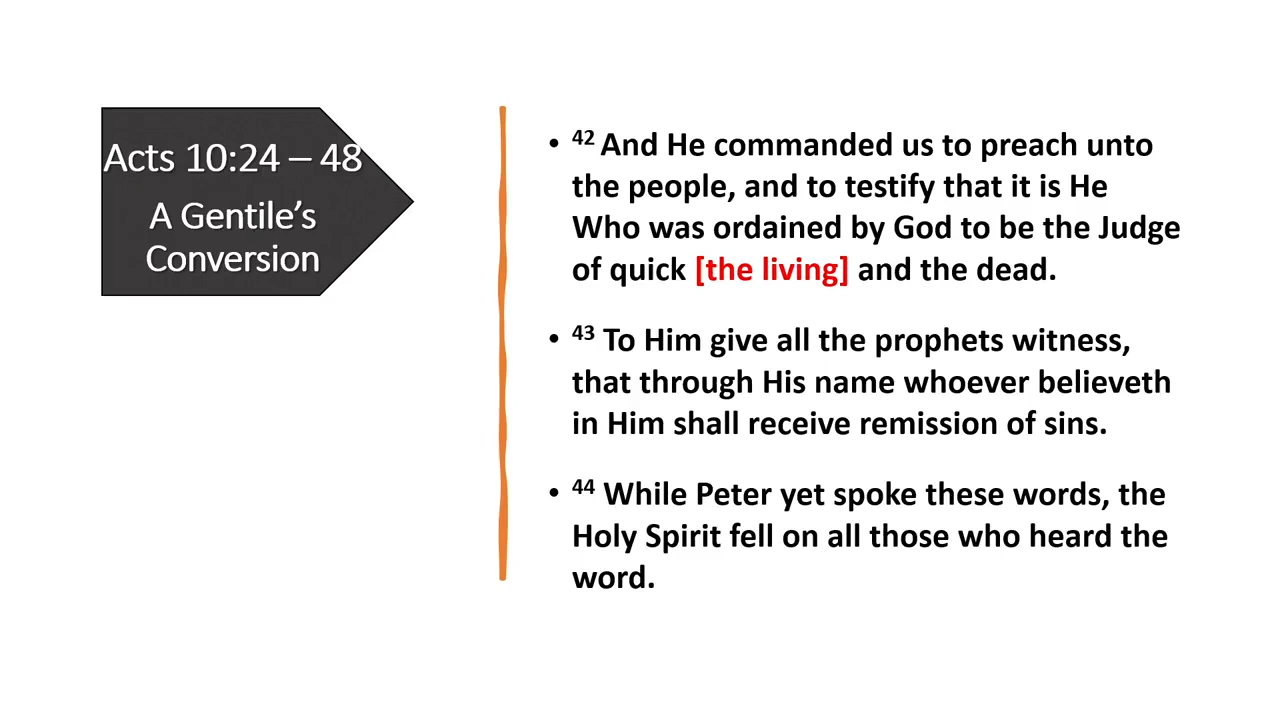 Acts 10:24 – 48
A Gentile’s
Conversion
• 42 And He commanded us to preach unto
the people, and to testify that it is He
Who was ordained by God to be the Judge
of quick [the living] and the dead.
• 43 To Him give all the prophets witness,
that through His name whoever believeth
in Him shall receive remission of sins.
• 44 While Peter yet spoke these words, the
Holy Spirit fell on all those who heard the
word.